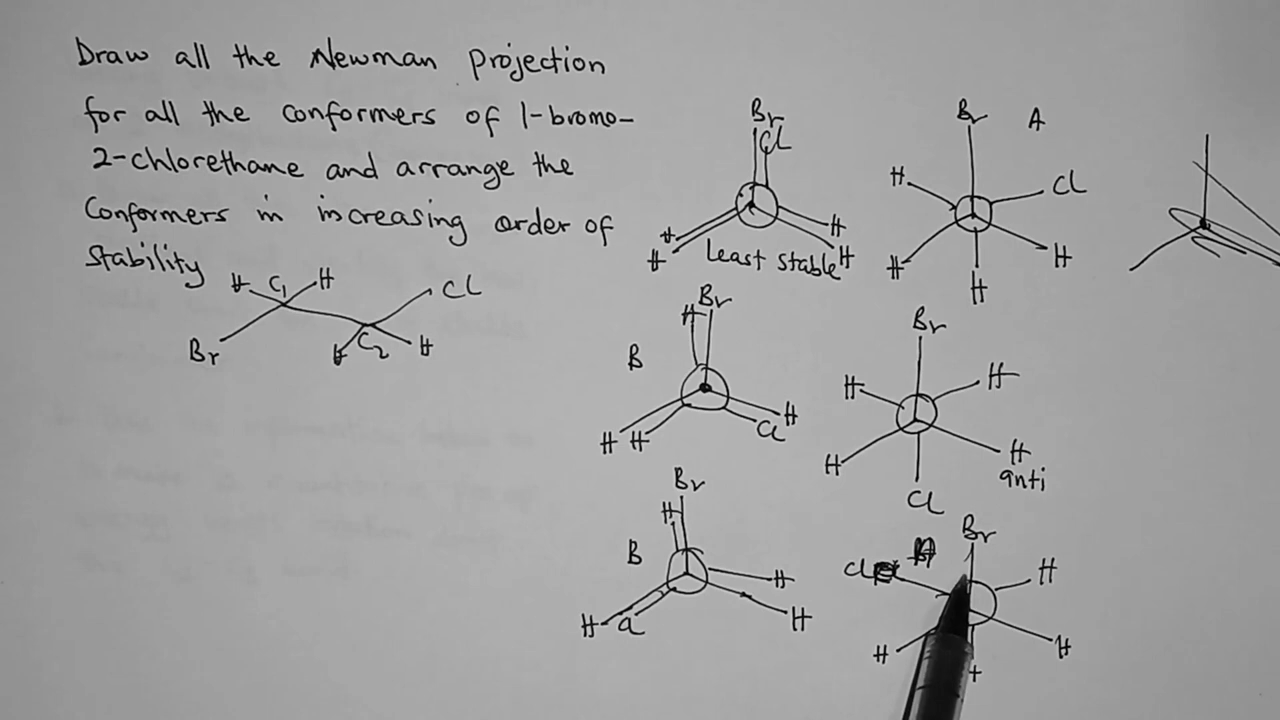 Draw all the Newman Projection
for all the conformers of 1-bromo-
2-chlorethane and arrange the
Conformers in increasing order of
stability
H C1 H Cl
Br H C2 H
Br
Cl
H H
H H
Least stable
Br A
H Cl
H H
H
Br
H
B
H H H Cl
Br
H H
H H
Cl anti
Br
H
B
H Cl H H
Br
Cl H
H H